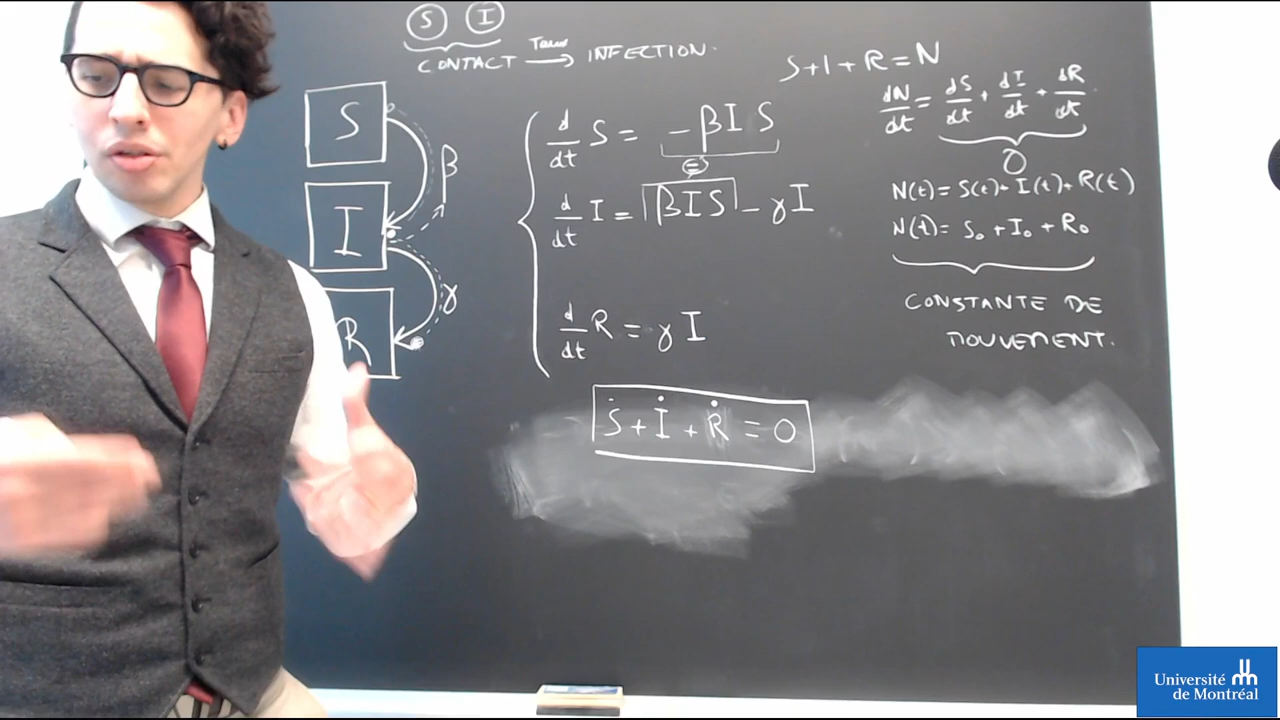 S I
CONTACT → INFECTION.
S
I
R
β
γ
d/dt S = -βIS
=
d/dt I = βIS - γI
d/dt R = γI
Ṡ + İ + Ṙ = 0
S+I+R=N
dN/dt = dS/dt + dI/dt + dR/dt
0
N(t) = S(t) + I(t) + R(t)
N(t) = S₀ + I₀ + R₀
CONSTANTE DE
MOUVEMENT.
Université
de Montréal